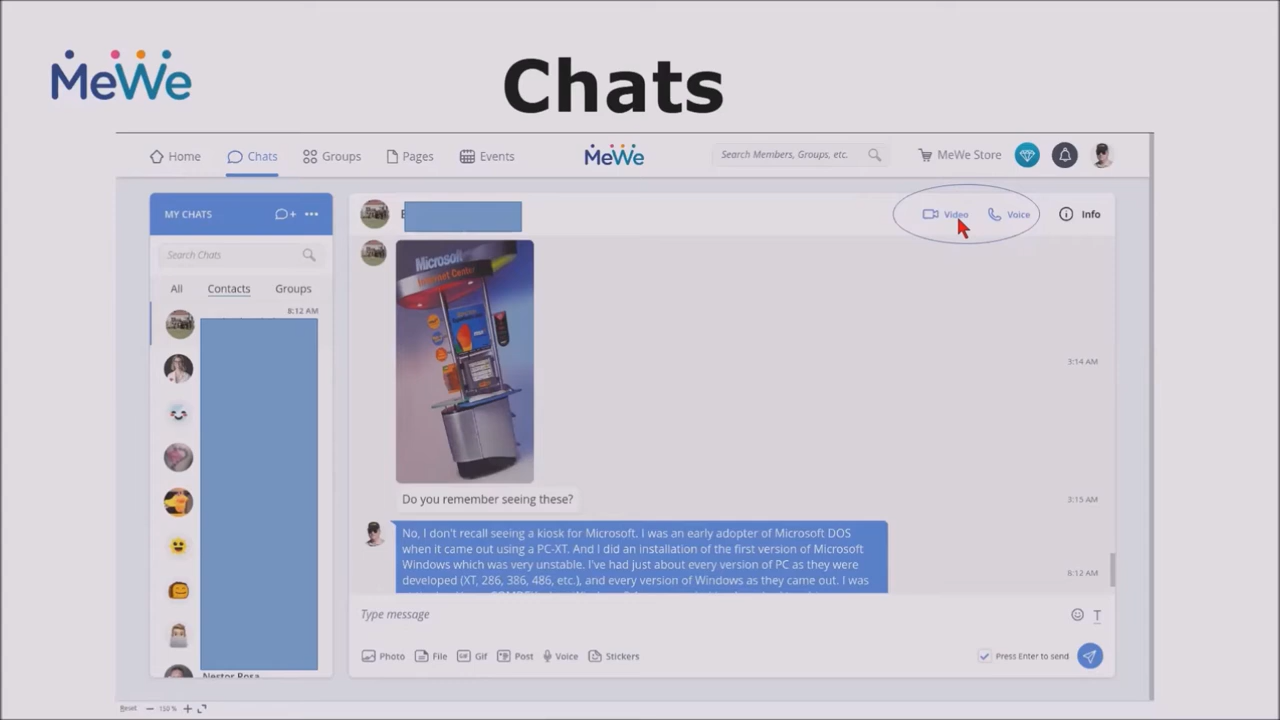 MeWe
Chats
Home Chats Groups Pages Events MeWe Search Members, Groups, etc. MeWe Store
MY CHATS
Video Voice Info
Search Chats
All Contacts Groups
8:12 AM
Microsoft
Internet Center
3:14 AM
Do you remember seeing these?
3:15 AM
No, I don't recall seeing a kiosk for Microsoft. I was an early adopter of Microsoft DOS
when it came out using a PC-XT. And I did an installation of the first version of Microsoft
Windows which was very unstable. I've had just about every version of PC as they were
developed (XT, 286, 386, 486, etc.), and every version of Windows as they came out. I was
8:12 AM
Type message
T
Photo File GIF Gif Post Voice Stickers
Press Enter to send
Nestor Rosa
Reset 150 %